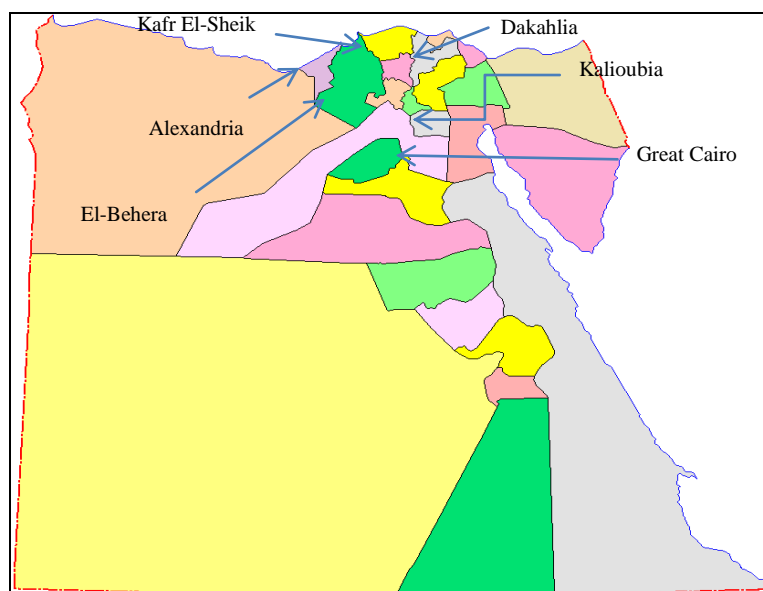 Kafr El-Sheik
Dakahlia
Kalioubia
Alexandria
Great Cairo
El-Behera